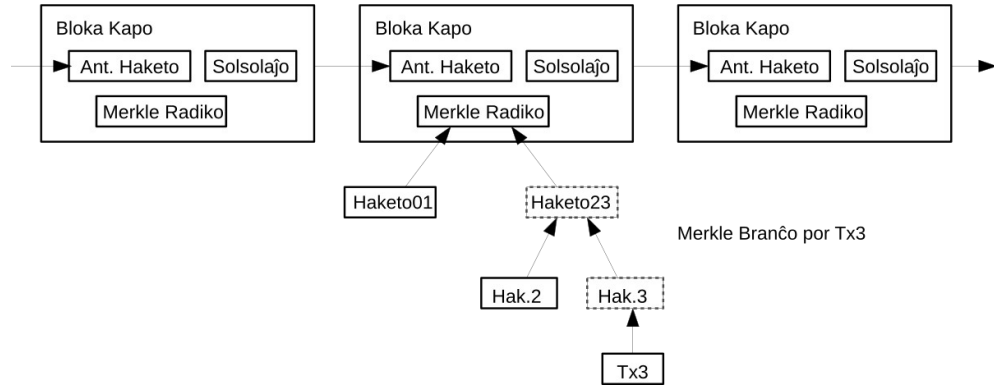 Bloka Kapo
Ant. Haketo
Solsolaĵo
Merkle Radiko
Bloka Kapo
Ant. Haketo
Solsolaĵo
Merkle Radiko
Bloka Kapo
Ant. Haketo
Solsolaĵo
Merkle Radiko
Haketo01
Haketo23
Merkle Branĉo por Tx3
Hak.2
Hak.3
Tx3